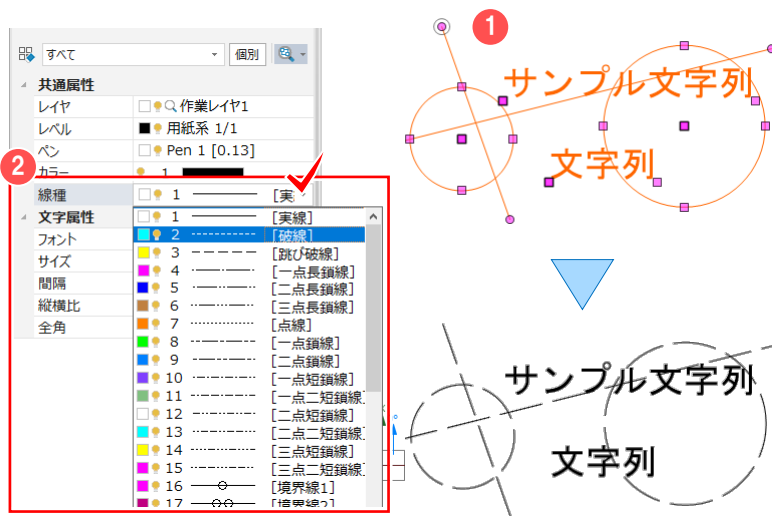 すべて 個別
共通属性
レイヤ 作業レイヤ1
レベル 用紙系 1/1
ペン Pen 1 [0.13]
カラー 1
2
線種 1 [実
文字属性
フォント
サイズ
間隔
縦横比
全角
1 [実線]
2 [破線]
3 [跳び破線]
4 [一点長鎖線]
5 [二点長鎖線]
6 [三点長鎖線]
7 [点線]
8 [一点鎖線]
9 [二点鎖線]
10 [一点短鎖線]
11 [一点二短鎖線]
12 [二点短鎖線]
13 [二点二短鎖線]
14 [三点短鎖線]
15 [三点二短鎖線]
16 [境界線1]
17 [境界線2]
1
サンプル文字列
文字列
サンプル文字列
文字列